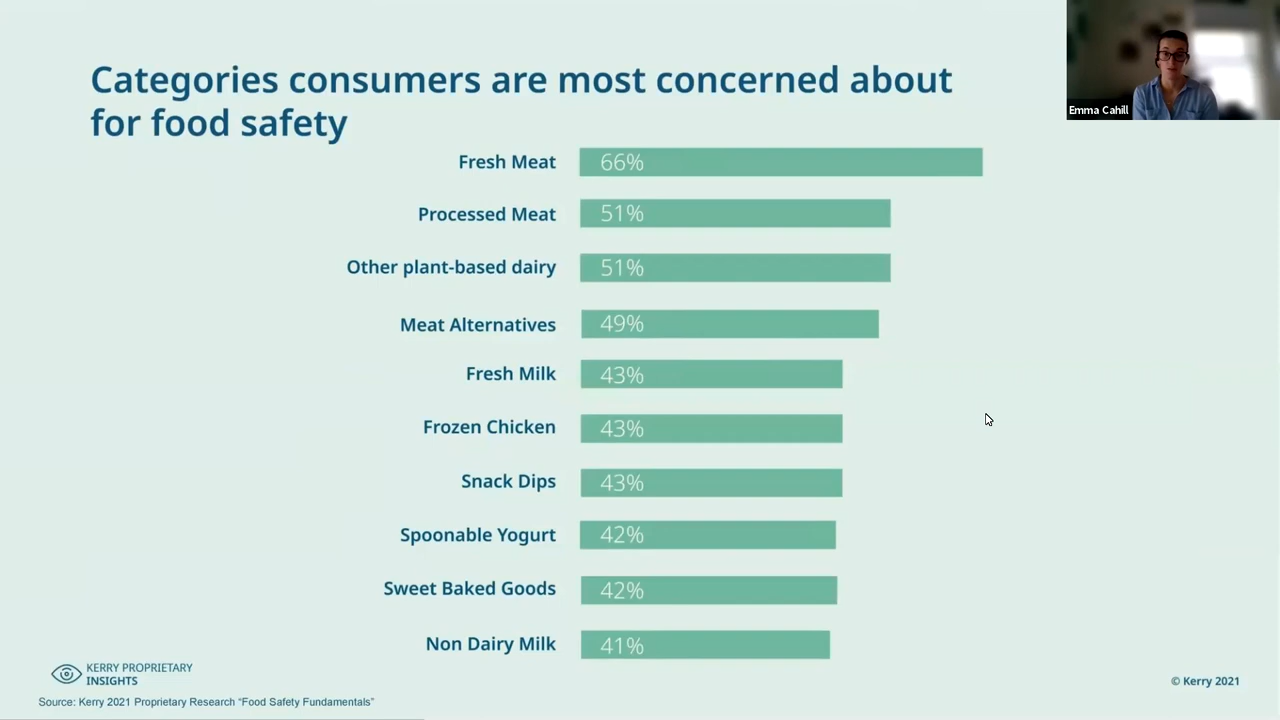 Categories consumers are most concerned about
for food safety
Emma Cahill
Fresh Meat 66%
Processed Meat 51%
Other plant-based dairy 51%
Meat Alternatives 49%
Fresh Milk 43%
Frozen Chicken 43%
Snack Dips 43%
Spoonable Yogurt 42%
Sweet Baked Goods 42%
Non Dairy Milk 41%
KERRY PROPRIETARY
INSIGHTS
© Kerry 2021
Source: Kerry 2021 Proprietary Research “Food Safety Fundamentals”